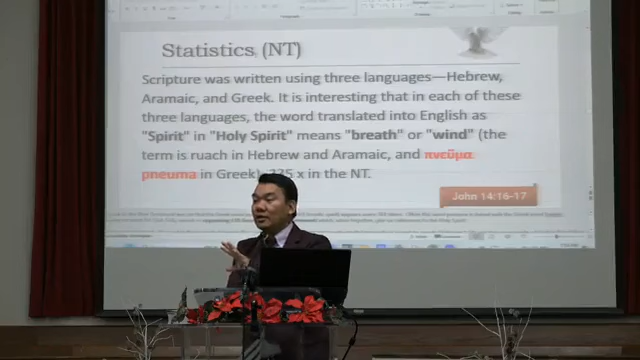 Statistics (NT)
Scripture was written using three languages—Hebrew,
Aramaic, and Greek. It is interesting that in each of these
three languages, the word translated into English as
"Spirit" in "Holy Spirit" means "breath" or "wind" (the
term is ruach in Hebrew and Aramaic, and πνεῦμα
pneuma in Greek) x in the NT.
John 14:16-17